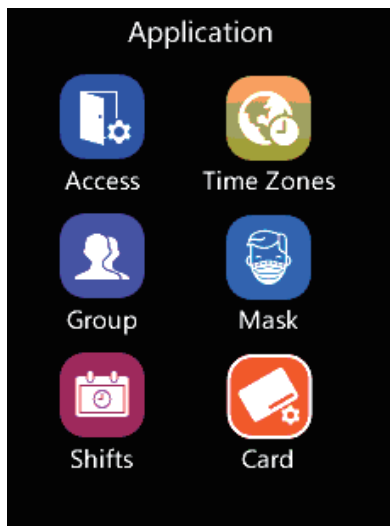 Application
Access
Time Zones
Group
Mask
Shifts
Card